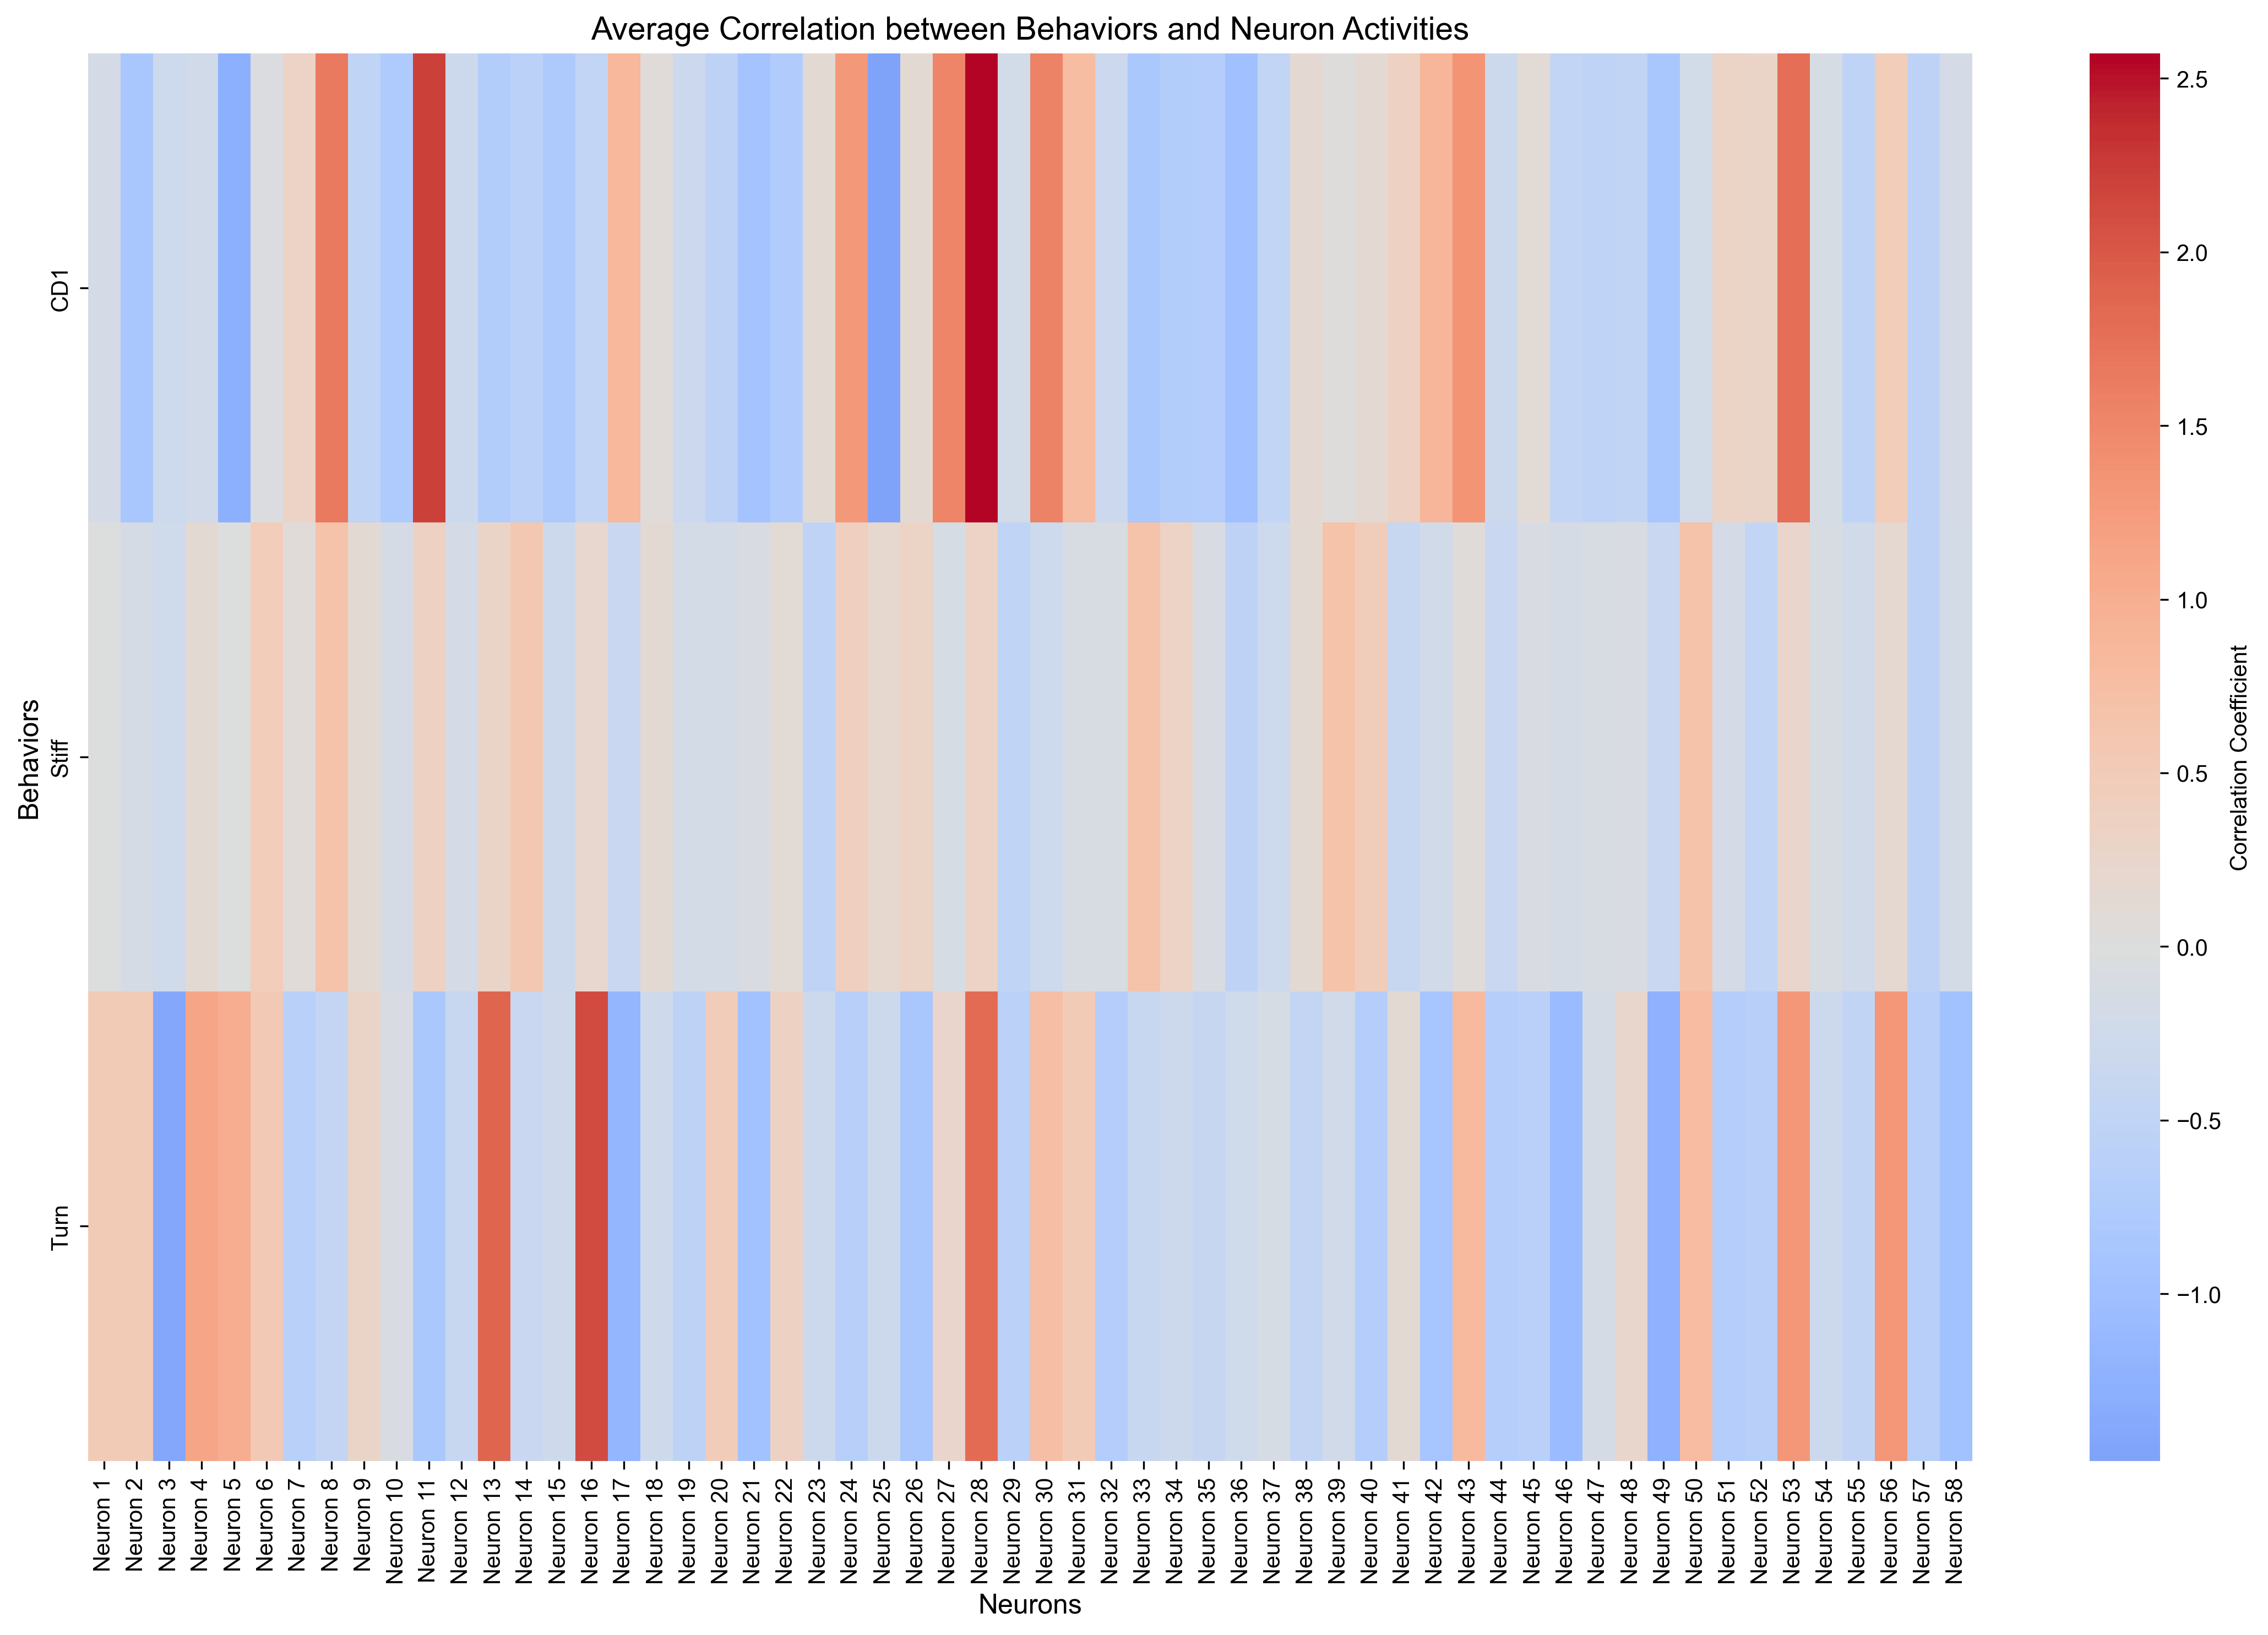 Average Correlation between Behaviors and Neuron Activities
Behaviors
CD1
Stiff
Turn
Neuron 1
Neuron 2
Neuron 3
Neuron 4
Neuron 5
Neuron 6
Neuron 7
Neuron 8
Neuron 9
Neuron 10
Neuron 11
Neuron 12
Neuron 13
Neuron 14
Neuron 15
Neuron 16
Neuron 17
Neuron 18
Neuron 19
Neuron 20
Neuron 21
Neuron 22
Neuron 23
Neuron 24
Neuron 25
Neuron 26
Neuron 27
Neuron 28
Neuron 29
Neuron 30
Neuron 31
Neuron 32
Neuron 33
Neuron 34
Neuron 35
Neuron 36
Neuron 37
Neuron 38
Neuron 39
Neuron 40
Neuron 41
Neuron 42
Neuron 43
Neuron 44
Neuron 45
Neuron 46
Neuron 47
Neuron 48
Neuron 49
Neuron 50
Neuron 51
Neuron 52
Neuron 53
Neuron 54
Neuron 55
Neuron 56
Neuron 57
Neuron 58
Neurons
2.5
2.0
1.5
1.0
0.5
0.0
−0.5
−1.0
Correlation Coefficient